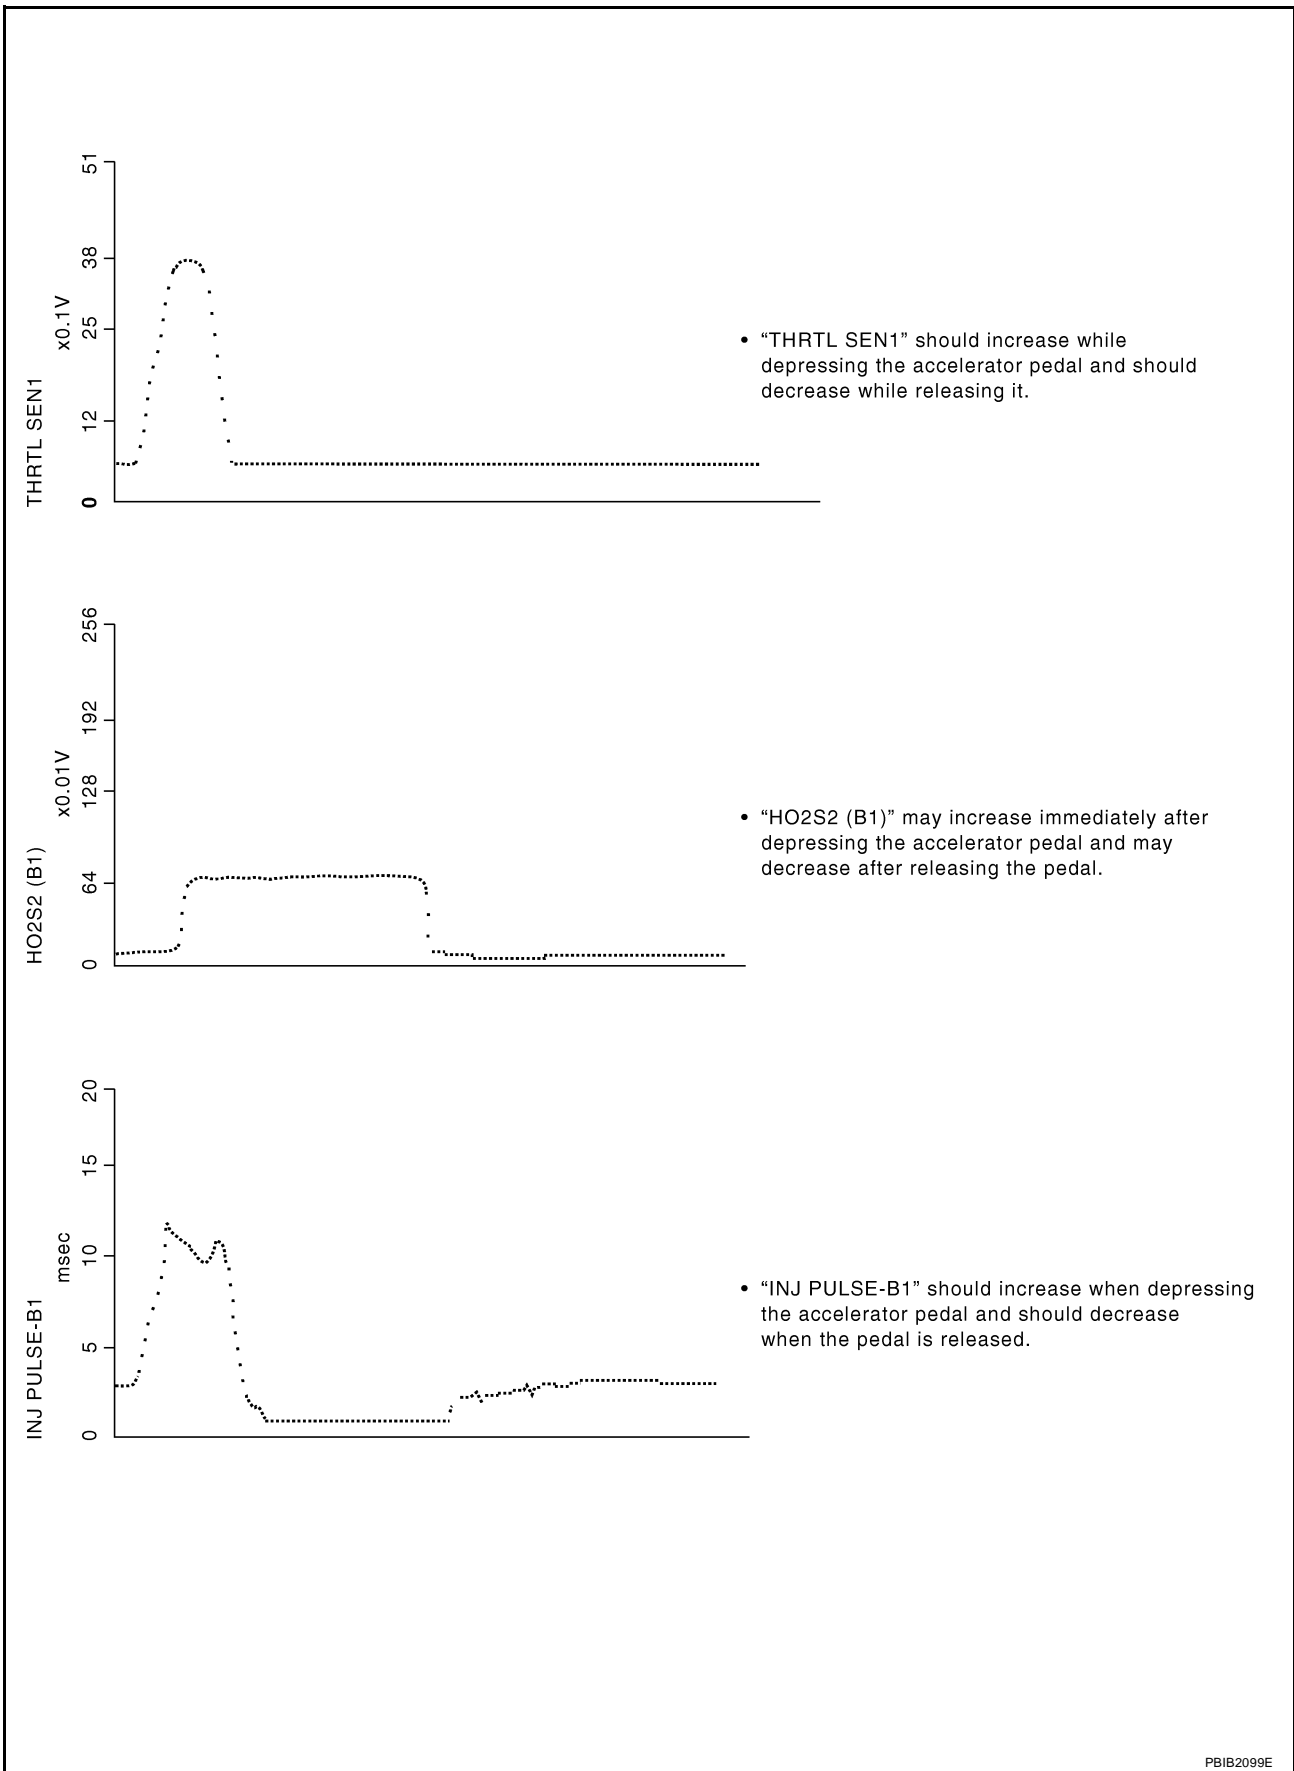 THRTL SEN1
x0.1V
51
38
25
12
0
• “THRTL SEN1” should increase while
depressing the accelerator pedal and should
decrease while releasing it.
HO2S2 (B1)
x0.01V
256
192
128
64
0
• “HO2S2 (B1)” may increase immediately after
depressing the accelerator pedal and may
decrease after releasing the pedal.
INJ PULSE-B1
msec
20
15
10
5
0
• “INJ PULSE-B1” should increase when depressing
the accelerator pedal and should decrease
when the pedal is released.
PBIB2099E